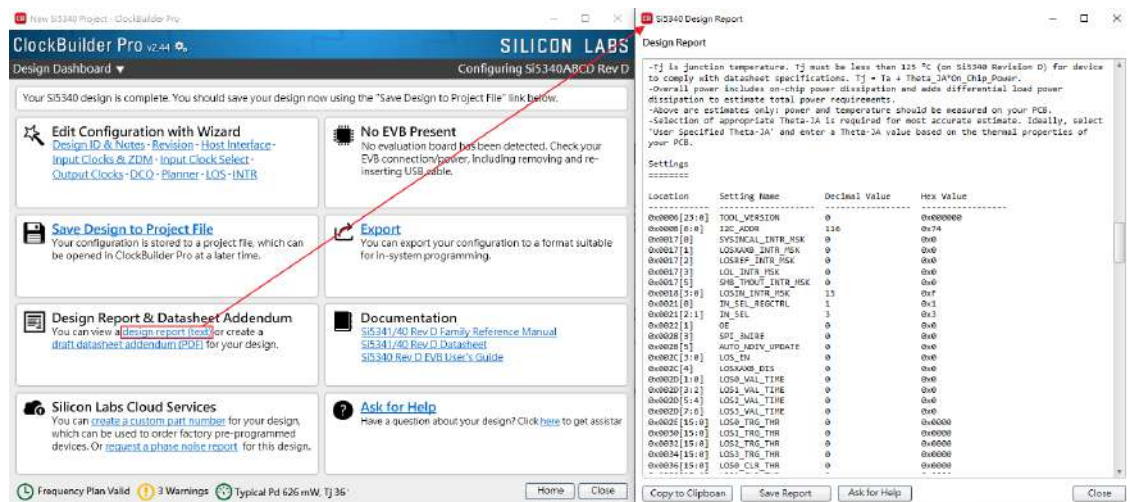 New Si5340 Project - ClockBuilder Pro
ClockBuilder Pro v2.44
SILICON LABS
Design Dashboard ▼
Configuring Si5340ABCD Rev D
Your Si5340 design is complete. You should save your design now using the "Save Design to Project File" link below.
Edit Configuration with Wizard
Design ID & Notes - Revision - Host Interface -
Input Clocks & ZDM - Input Clock Select -
Output Clocks - DCO - Planner - LOS - INTR
No EVB Present
No evaluation board has been detected. Check your
EVB connection/power, including removing and re-
inserting USB cable.
Save Design to Project File
Your configuration is stored to a project file, which can
be opened in ClockBuilder Pro at a later time.
Export
You can export your configuration to a format suitable
for in-system programming.
Design Report & Datasheet Addendum
You can view a design report (text) or create a
draft datasheet addendum (PDF) for your design.
Documentation
Si5341/40 Rev D Family Reference Manual
Si5341/40 Rev D Datasheet
Si5340 Rev D EVB User's Guide
Silicon Labs Cloud Services
You can create a custom part number for your design,
which can be used to order factory pre-programmed
devices. Or request a phase noise report for this design.
Ask for Help
Have a question about your design? Click here to get assistar
Frequency Plan Valid
3 Warnings
Typical Pd 626 mW, Tj 36
Home
Close
Si5340 Design Report
Design Report
-Tj is junction temperature. Tj must be less than 125 °C (on Si5340 Revision D) for device
to comply with datasheet specifications. Tj = Ta + Theta_JA*On_Chip_Power.
-Overall power includes on-chip power dissipation and adds differential load power
dissipation to estimate total power requirements.
-Above are estimates only: power and temperature should be measured on your PCB.
-Selection of appropriate Theta-JA is required for most accurate estimate. Ideally, select
'User Specified Theta-JA' and enter a Theta-JA value based on the thermal properties of
your PCB.
Settings
========
Location Setting Name Decimal Value Hex Value
0x0006[23:0] TOOL_VERSION 0 0x000000
0x000B[6:0] I2C_ADDR 116 0x74
0x0017[0] SYSINCAL_INTR_MSK 0 0x0
0x0017[1] LOSXAXB_INTR_MSK 0 0x0
0x0017[2] LOSREF_INTR_MSK 0 0x0
0x0017[3] LOL_INTR_MSK 0 0x0
0x0017[5] SMB_TMOUT_INTR_MSK 0 0x0
0x0018[3:0] LOSIN_INTR_MSK 15 0xf
0x0021[0] IN_SEL_REGCTRL 1 0x1
0x0021[2:1] IN_SEL 3 0x3
0x0022[1] OE 0 0x0
0x002B[3] SPI_3WIRE 0 0x0
0x002B[5] AUTO_NDIV_UPDATE 0 0x0
0x002C[3:0] LOS_EN 0 0x0
0x002C[4] LOSXAXB_DIS 0 0x0
0x002D[1:0] LOS0_VAL_TIME 0 0x0
0x002D[3:2] LOS1_VAL_TIME 0 0x0
0x002D[5:4] LOS2_VAL_TIME 0 0x0
0x002D[7:6] LOS3_VAL_TIME 0 0x0
0x002E[15:0] LOS0_TRG_THR 0 0x0000
0x0030[15:0] LOS1_TRG_THR 0 0x0000
0x0032[15:0] LOS2_TRG_THR 0 0x0000
0x0034[15:0] LOS3_TRG_THR 0 0x0000
0x0036[15:0] LOS0_CLR_THR 0 0x0000
Copy to Clipboan
Save Report
Ask for Help
Close